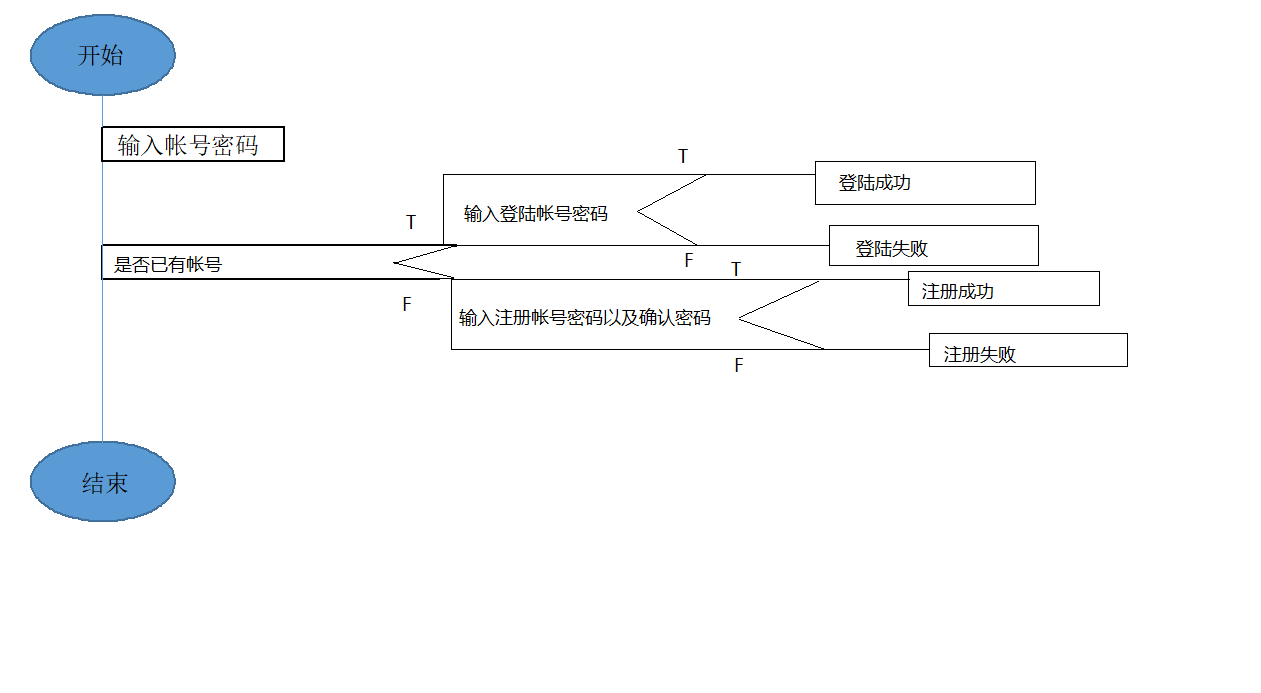 开始
输入帐号密码
T
登陆成功
输入登陆帐号密码
T
登陆失败
F
是否已有帐号
T
注册成功
F
输入注册帐号密码以及确认密码
注册失败
F
结束